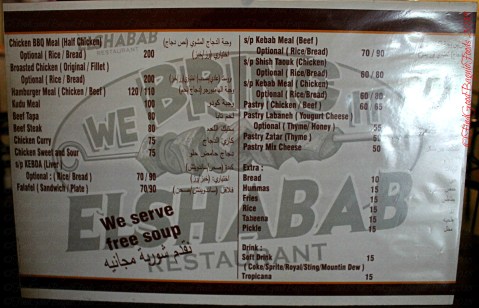 Chicken BBQ Meal (Half Chicken)
Optional ( Rice / Bread ) 200
Broasted Chicken ( Original / Fillet )
Optional ( Rice / Bread ) 200
Hamburger Meal ( Chicken / Beef ) 120 / 110
Kadu Meal 100
Beef Tapa 80
Beef Steak 80
Chicken Curry 75
Chicken Sweet and Sour 75
s/p KEBDA (Liver)
Optional : ( Rice / Bread ) 70 / 90
Falafel ( Sandwich / Plate ) 70/90
We serve
free soup
نقدم شوربة مجانيه
s/p Kebab Meal (Beef )
Optional ( Rice/Bread) 70 / 90
s/p Shish Taouk (Chicken)
Optional ( Rice/Bread) 60 / 80
s/p Kebab Meal (Chicken)
Optional ( Rice/Bread) 60 / 80
Pastry (Chicken / Beef ) 60 / 65
Pastry Labaneh (Yougurt Cheese)
Optional ( Thyme / Honey ) 55
Pastry Zatar (Thyme ) 50
Pastry Mix Cheese 50
Extra :
Bread 10
Hummas 15
Fries 15
Rice 15
Taheena 15
Pickle 15
Drink :
Soft Drink 15
( Coke/Sprite/Royal/Sting/Mountin Dew )
Tropicana 15
WE BRING
ELSHABAB
RESTAURANT